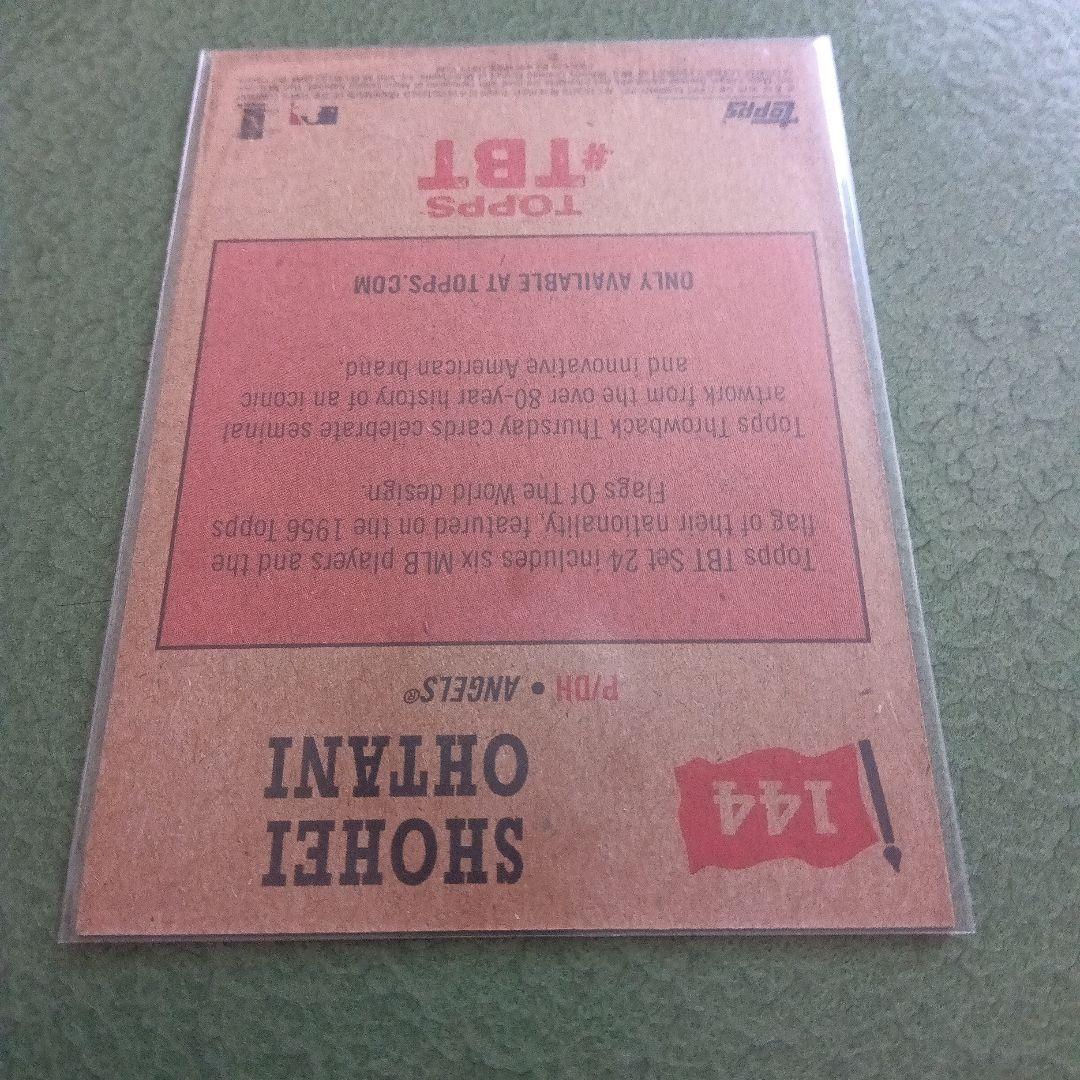 144
SHOHEI
OHTANI
P/DH • ANGELS®
Topps TBT Set 24 includes six MLB players and the
flag of their nationality, featured on the 1956 Topps
Flags Of The World design.
Topps Throwback Thursday cards celebrate seminal
artwork from the over 80-year history of an iconic
and innovative American brand.
ONLY AVAILABLE AT TOPPS.COM
TOPPS
#TBT
Topps